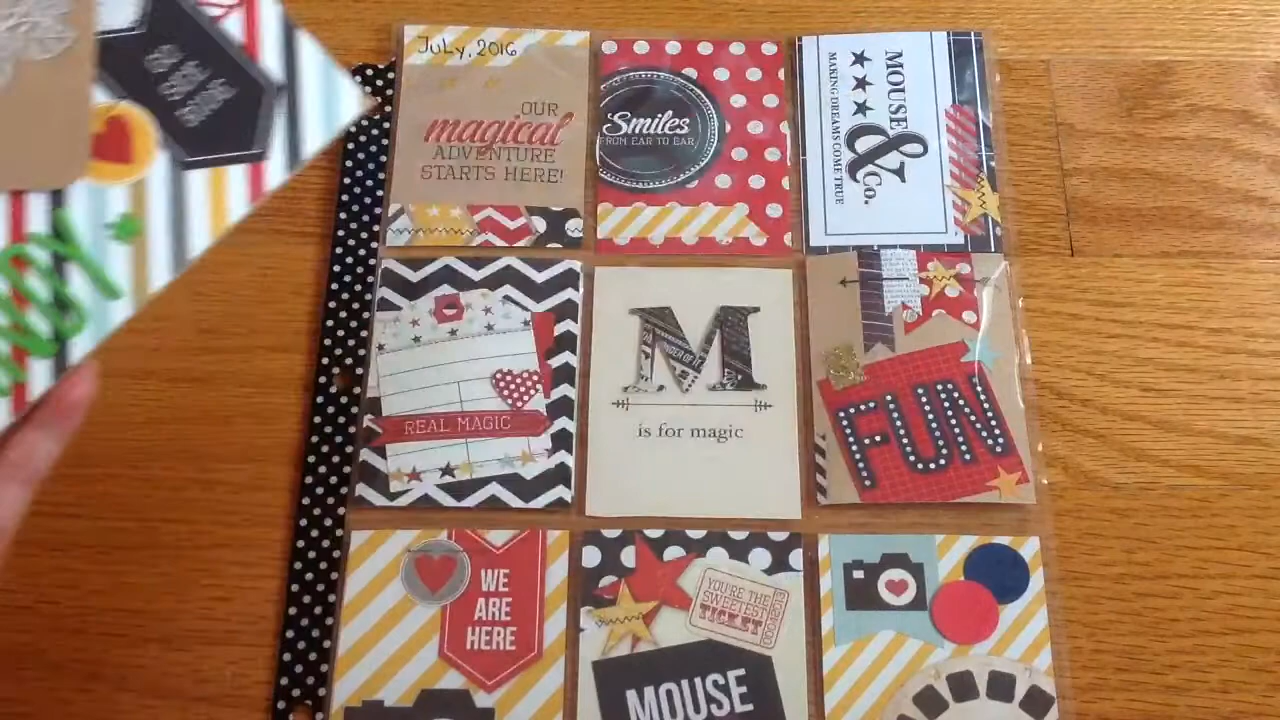 July, 2016
OUR
magical
ADVENTURE
STARTS HERE!
Smiles
FROM EAR TO EAR
MOUSE
& Co.
MAKING DREAMS COME TRUE
REAL MAGIC
M
is for magic
FUN
WE
ARE
HERE
YOU'RE THE
SWEETEST
TICKET
MOUSE